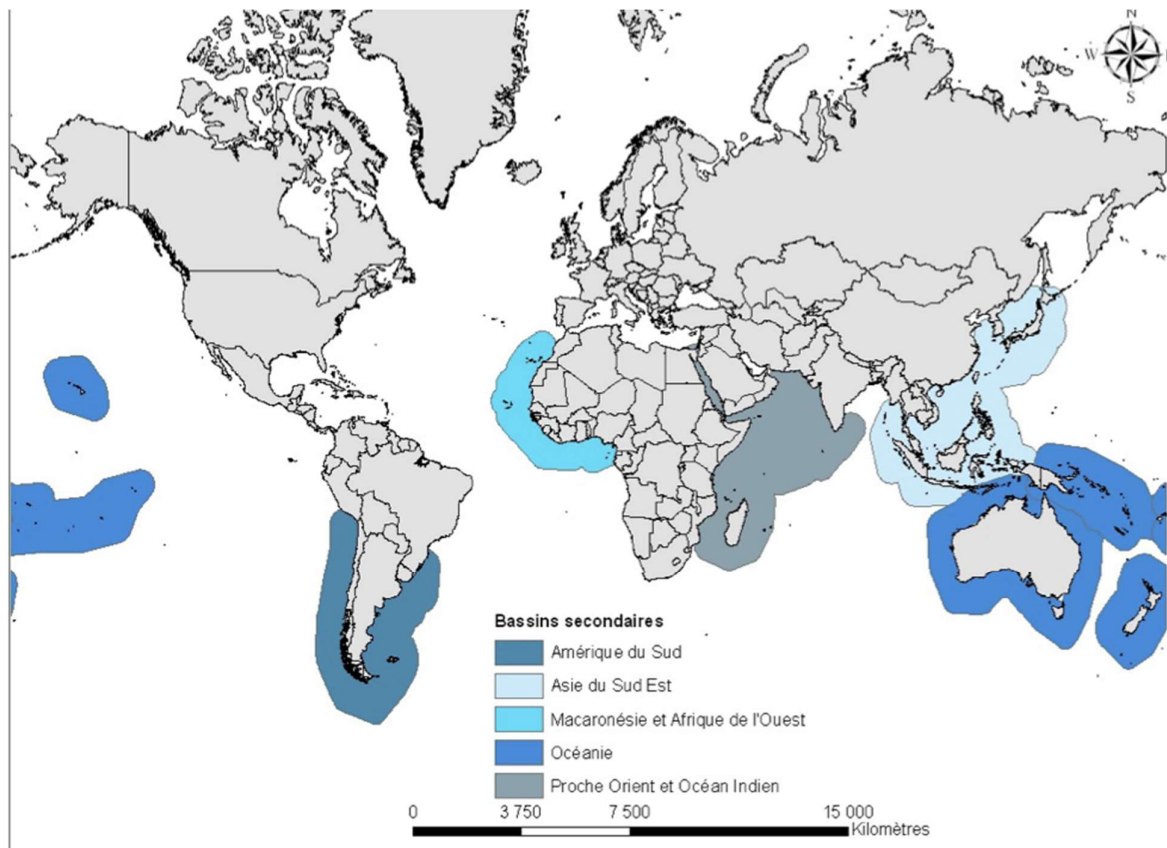 N
W
S
Bassins secondaires
Amérique du Sud
Asie du Sud Est
Macaronésie et Afrique de l'Ouest
Océanie
Proche Orient et Océan Indien
0 3 750 7 500 15 000
Kilomètres